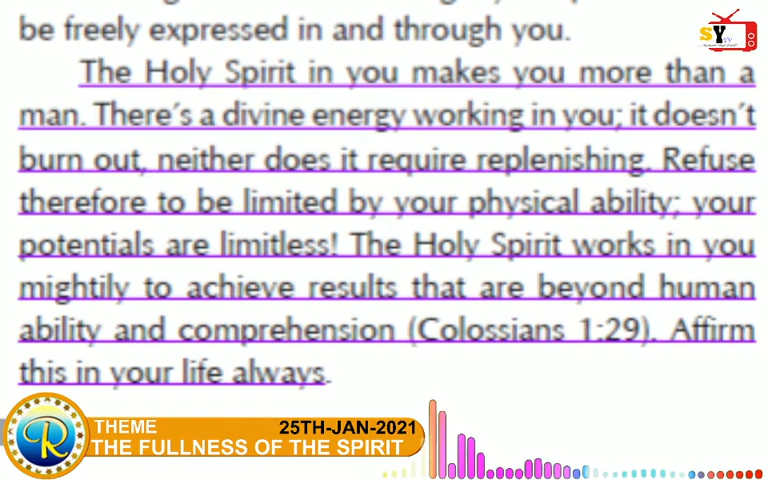 be freely expressed in and through you.
The Holy Spirit in you makes you more than a
man. There's a divine energy working in you; it doesn't
burn out, neither does it require replenishing. Refuse
therefore to be limited by your physical ability; your
potentials are limitless! The Holy Spirit works in you
mightily to achieve results that are beyond human
ability and comprehension (Colossians 1:29). Affirm
this in your life always.
SY
THEME 25TH-JAN-2021
THE FULLNESS OF THE SPIRIT
R